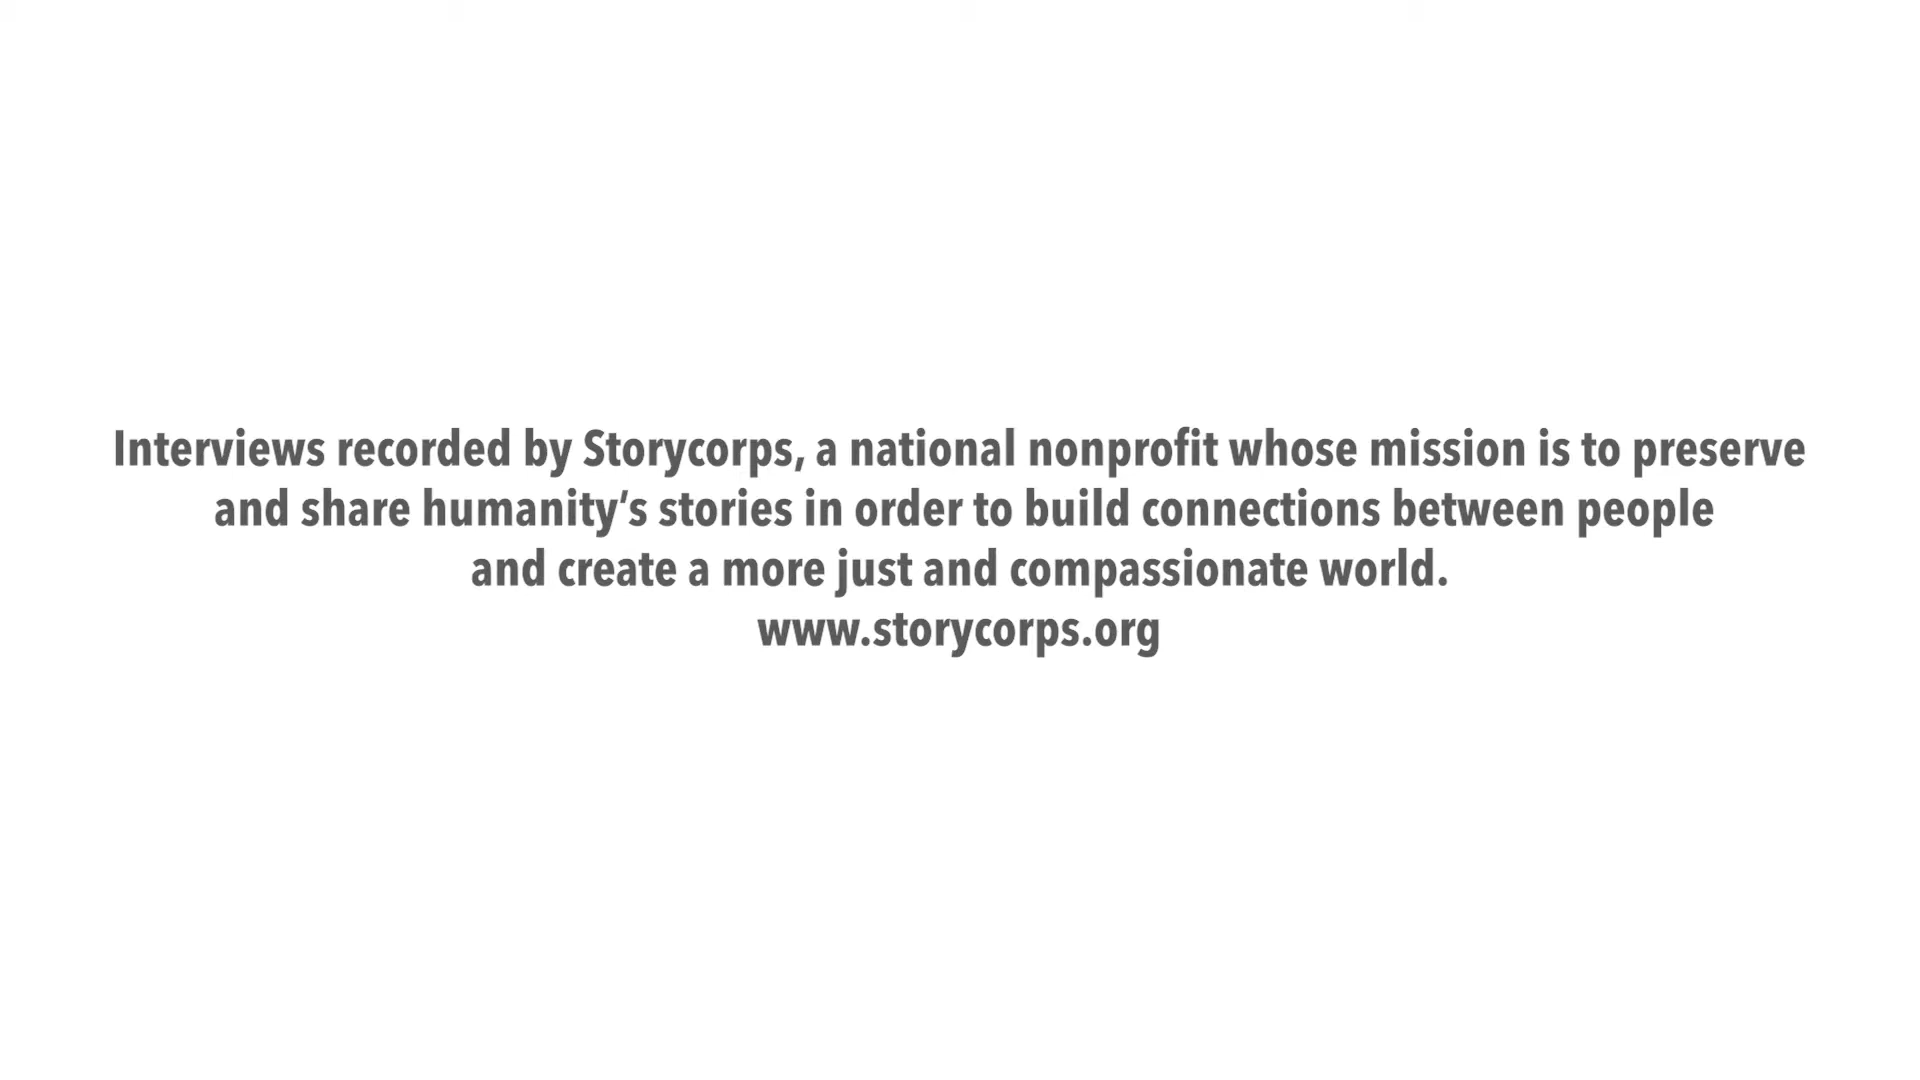 Interviews recorded by Storycorps, a national nonprofit whose mission is to preserve
and share humanity‘s stories in order to build connections between people
and create a more just and compassionate world.
www.storycorps.org